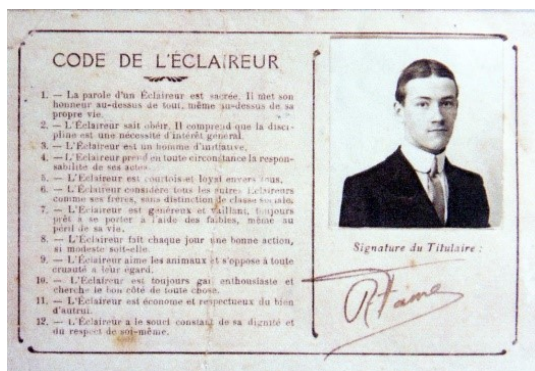 CODE DE L'ÉCLAIREUR
1. — La parole d'un Éclaireur est sacrée. Il met son
honneur au-dessus de tout, même au-dessus de sa
propre vie.
2. — L'Éclaireur sait obéir. Il comprend que la disci-
pline est une nécessité d'intérêt général.
3. — L'Éclaireur est un homme d'initiative.
4. — L'Éclaireur prend en toute circonstance la respon-
sabilité de ses actes.
5. — L'Éclaireur est courtois et loyal envers tous.
6. — L'Éclaireur considère tous les autres Éclaireurs
comme ses frères, sans distinction de classe sociale.
7. — L'Éclaireur est généreux et vaillant, toujours
prêt à se porter à l'aide des faibles, même au
péril de sa vie.
8. — L'Éclaireur fait chaque jour une bonne action,
si modeste soit-elle.
9. — L'Éclaireur aime les animaux et s'oppose à toute
cruauté à leur égard.
10. — L'Éclaireur est toujours gai enthousiaste et
cherche le bon côté de toute chose.
11. — L'Éclaireur est économe et respectueux du bien
d'autrui.
12. — L'Éclaireur a le souci constant de sa dignité et
du respect de soi-même.
Signature du Titulaire :